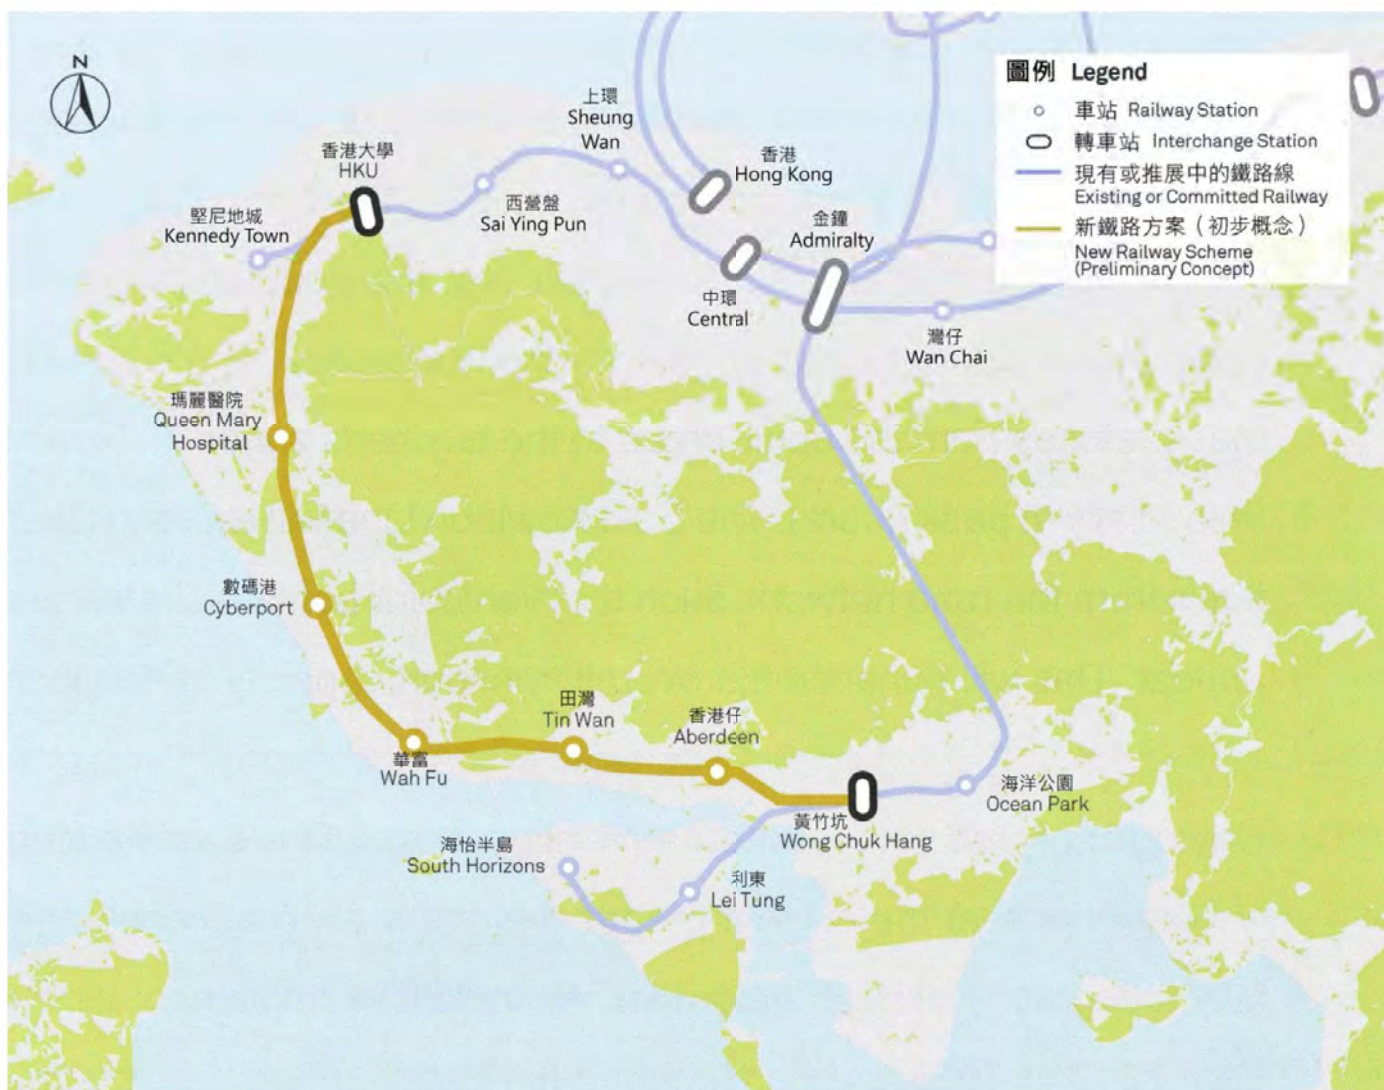 N
圖例 Legend
車站 Railway Station
轉車站 Interchange Station
現有或推展中的鐵路線
Existing or Committed Railway
新鐵路方案（初步概念）
New Railway Scheme
(Preliminary Concept)
上環
Sheung
Wan
香港大學
HKU
香港
Hong Kong
西營盤
Sai Ying Pun
堅尼地城
Kennedy Town
金鐘
Admiralty
中環
Central
灣仔
Wan Chai
瑪麗醫院
Queen Mary
Hospital
數碼港
Cyberport
田灣
Tin Wan
香港仔
Aberdeen
華富
Wah Fu
海洋公園
Ocean Park
黃竹坑
Wong Chuk Hang
海怡半島
South Horizons
利東
Lei Tung